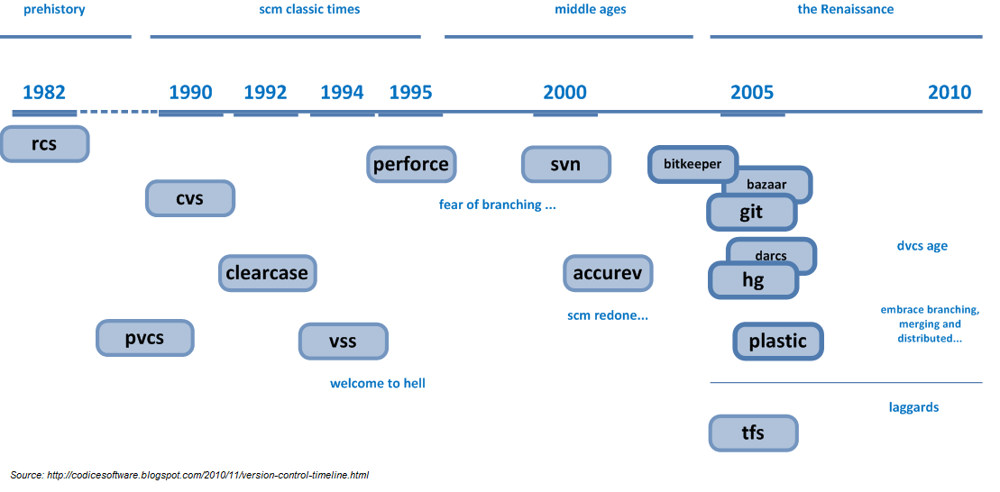 prehistory
scm classic times
middle ages
the Renaissance
1982
1990
1992
1994
1995
2000
2005
2010
rcs
perforce
svn
bitkeeper
bazaar
cvs
fear of branching ...
git
dvcs age
darcs
clearcase
accurev
hg
scm redone...
embrace branching,
merging and
distributed...
pvcs
vss
plastic
welcome to hell
laggards
tfs
Source: http://codicesoftware.blogspot.com/2010/11/version-control-timeline.html